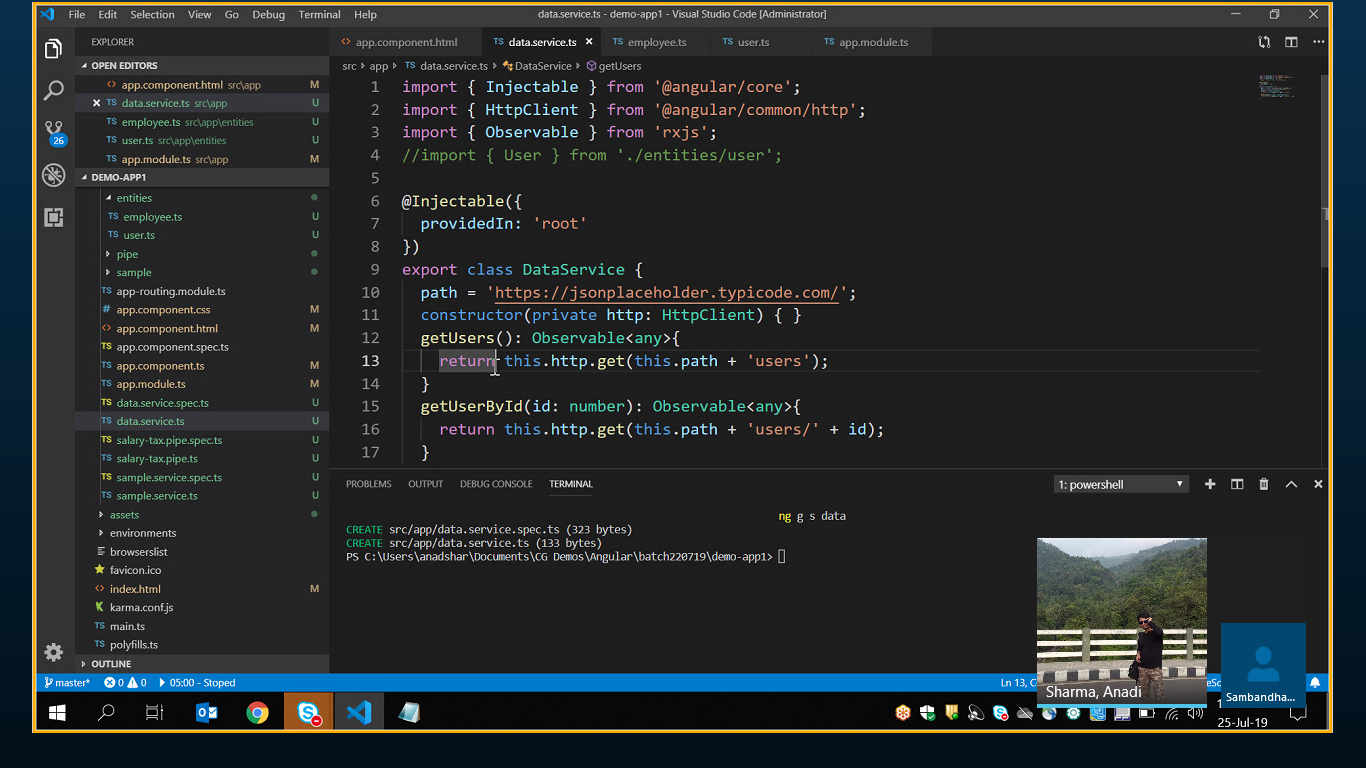 File Edit Selection View Go Debug Terminal Help
data.service.ts - demo-app1 - Visual Studio Code [Administrator]
EXPLORER
OPEN EDITORS
app.component.html src\app M
data.service.ts src\app U
employee.ts src\app\entities U
user.ts src\app\entities U
app.module.ts src\app M
26
DEMO-APP1
entities
employee.ts U
user.ts U
pipe
sample
app-routing.module.ts
app.component.css M
app.component.html M
app.component.spec.ts
app.component.ts M
app.module.ts M
data.service.spec.ts U
data.service.ts U
salary-tax.pipe.spec.ts U
salary-tax.pipe.ts U
sample.service.spec.ts U
sample.service.ts U
assets
environments
browserslist
favicon.ico
index.html M
karma.conf.js
main.ts
polyfills.ts
OUTLINE
app.component.html
data.service.ts
employee.ts
user.ts
app.module.ts
src app data.service.ts DataService getUsers
1 import { Injectable } from '@angular/core';
2 import { HttpClient } from '@angular/common/http';
3 import { Observable } from 'rxjs';
4 //import { User } from './entities/user';
5
6 @Injectable({
7 providedIn: 'root'
8 })
9 export class DataService {
10 path = 'https://jsonplaceholder.typicode.com/';
11 constructor(private http: HttpClient) { }
12 getUsers(): Observable<any>{
13 return this.http.get(this.path + 'users');
14 }
15 getUserById(id: number): Observable<any>{
16 return this.http.get(this.path + 'users/' + id);
17 }
PROBLEMS OUTPUT DEBUG CONSOLE TERMINAL
1: powershell
ng g s data
CREATE src/app/data.service.spec.ts (323 bytes)
CREATE src/app/data.service.ts (133 bytes)
PS C:\Users\anadshar\Documents\CG Demos\Angular\batch220719\demo-app1>
Sharma, Anadi
Sambandha...
master* 0 0 05:00 - Stoped
Ln 13, C
25-Jul-19